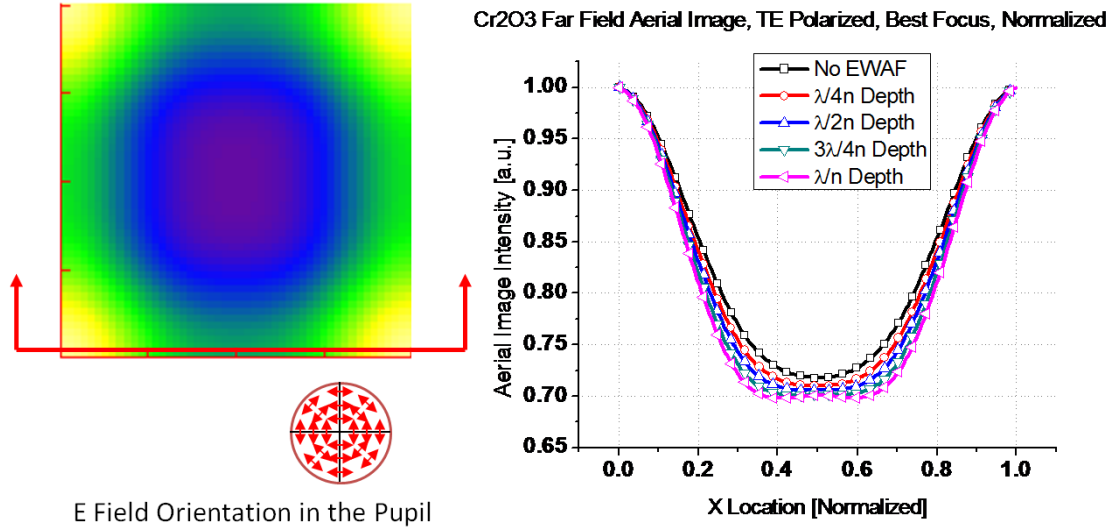 Cr2O3 Far Field Aerial Image, TE Polarized, Best Focus, Normalized
No EWAF
λ/4n Depth
λ/2n Depth
3λ/4n Depth
λ/n Depth
Aerial Image Intensity [a.u.]
1.00
0.95
0.90
0.85
0.80
0.75
0.70
0.65
0.0 0.2 0.4 0.6 0.8 1.0
X Location [Normalized]
E Field Orientation in the Pupil